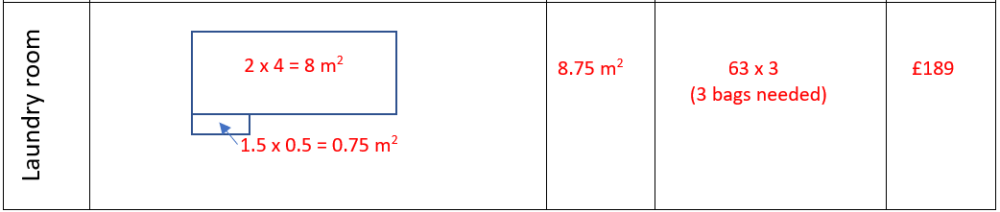 Laundry room
2 x 4 = 8 m²
1.5 x 0.5 = 0.75 m²
8.75 m²
63 x 3
(3 bags needed)
£189